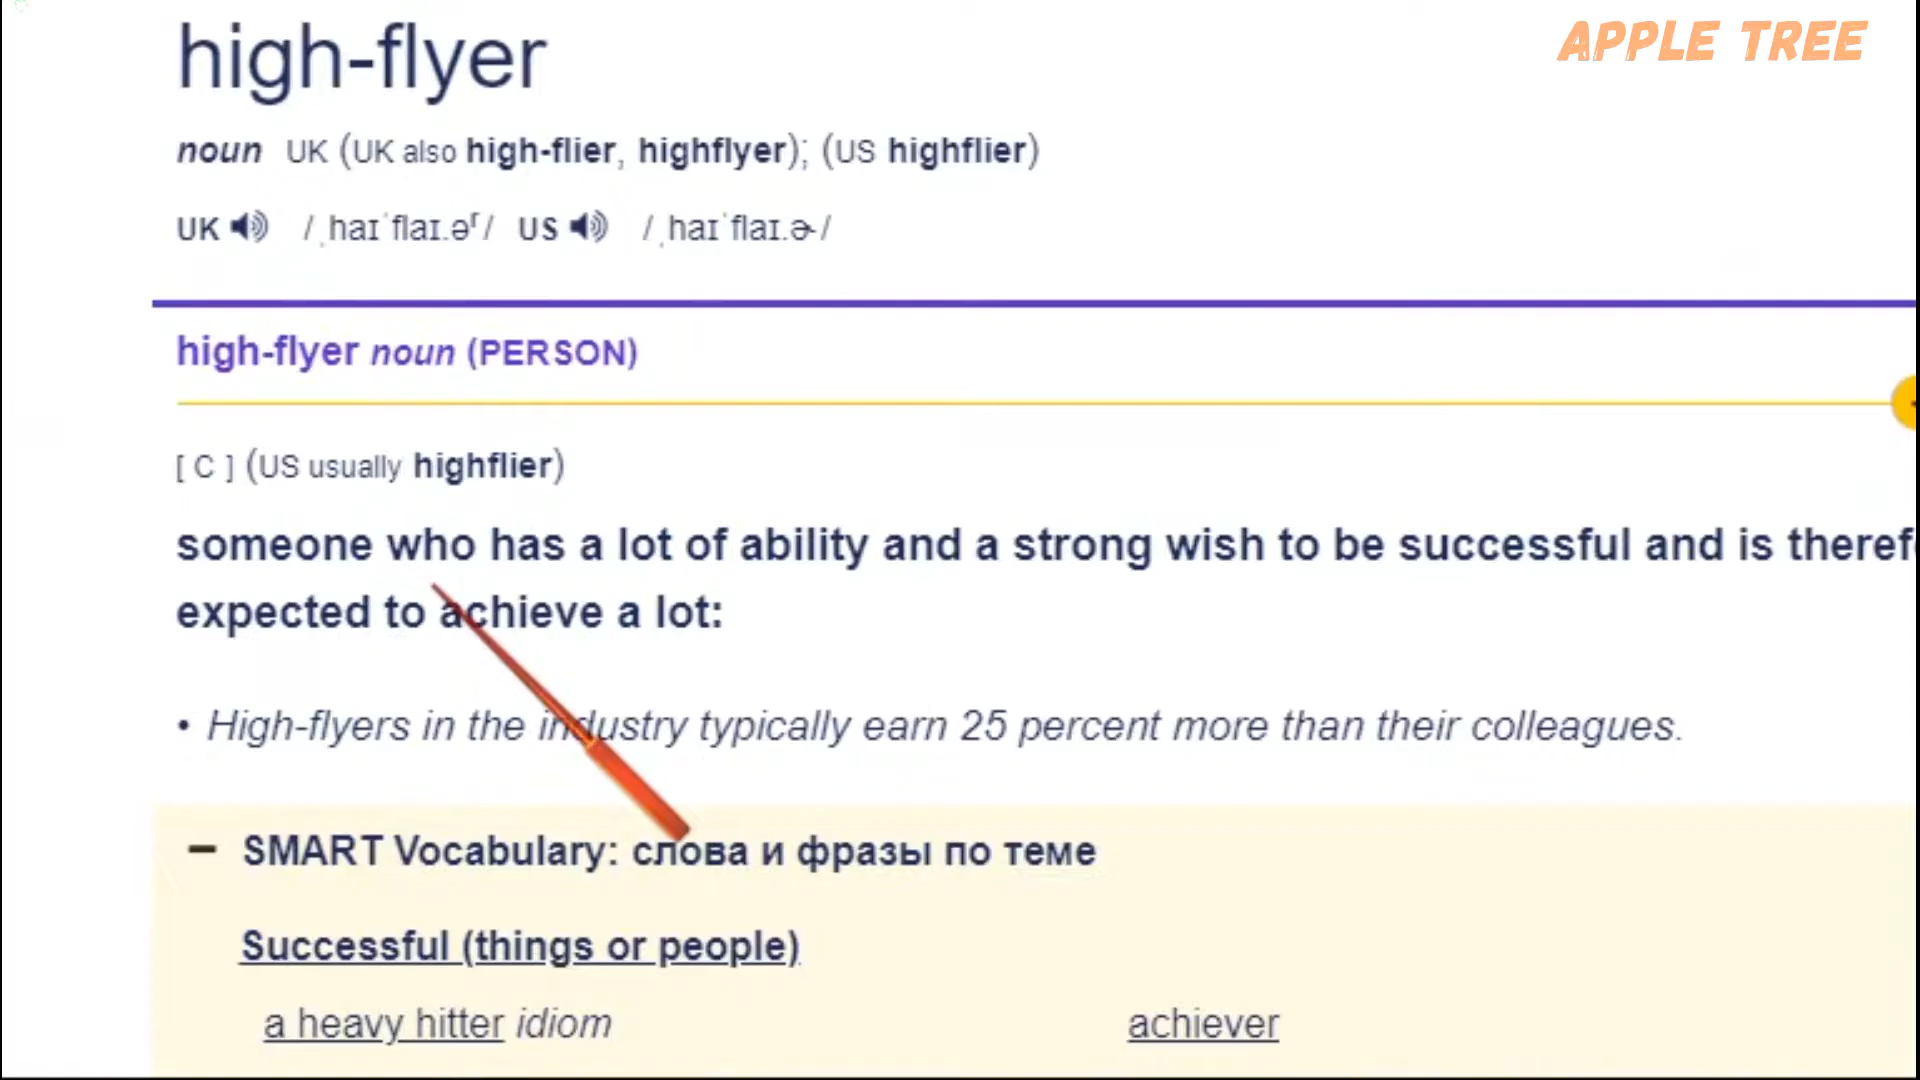 APPLE TREE
high-flyer
noun UK (UK also high-flier, highflyer); (US highflier)
UK /ˌhaɪˈflaɪ.əʳ/ US /ˌhaɪˈflaɪ.ɚ/
high-flyer noun (PERSON)
[ C ] (US usually highflier)
someone who has a lot of ability and a strong wish to be successful and is
expected to achieve a lot:
• High-flyers in the industry typically earn 25 percent more than their colleagues.
– SMART Vocabulary: слова и фразы по теме
Successful (things or people)
a heavy hitter idiom
achiever